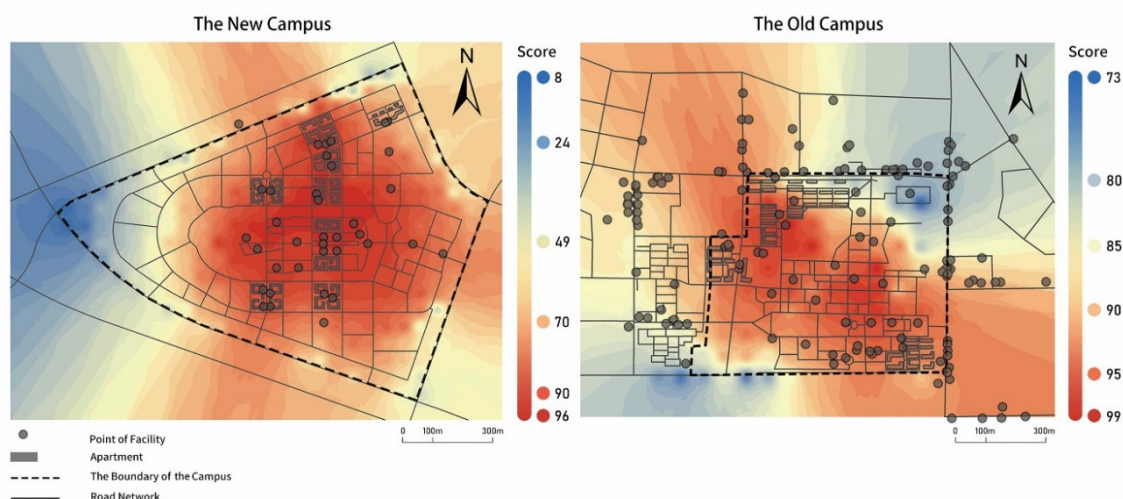 The New Campus
The Old Campus
Score
N
8
24
49
70
90
96
0 100m 300m
Score
N
73
80
85
90
95
99
0 100m 300m
Point of Facility
Apartment
The Boundary of the Campus
Road Network